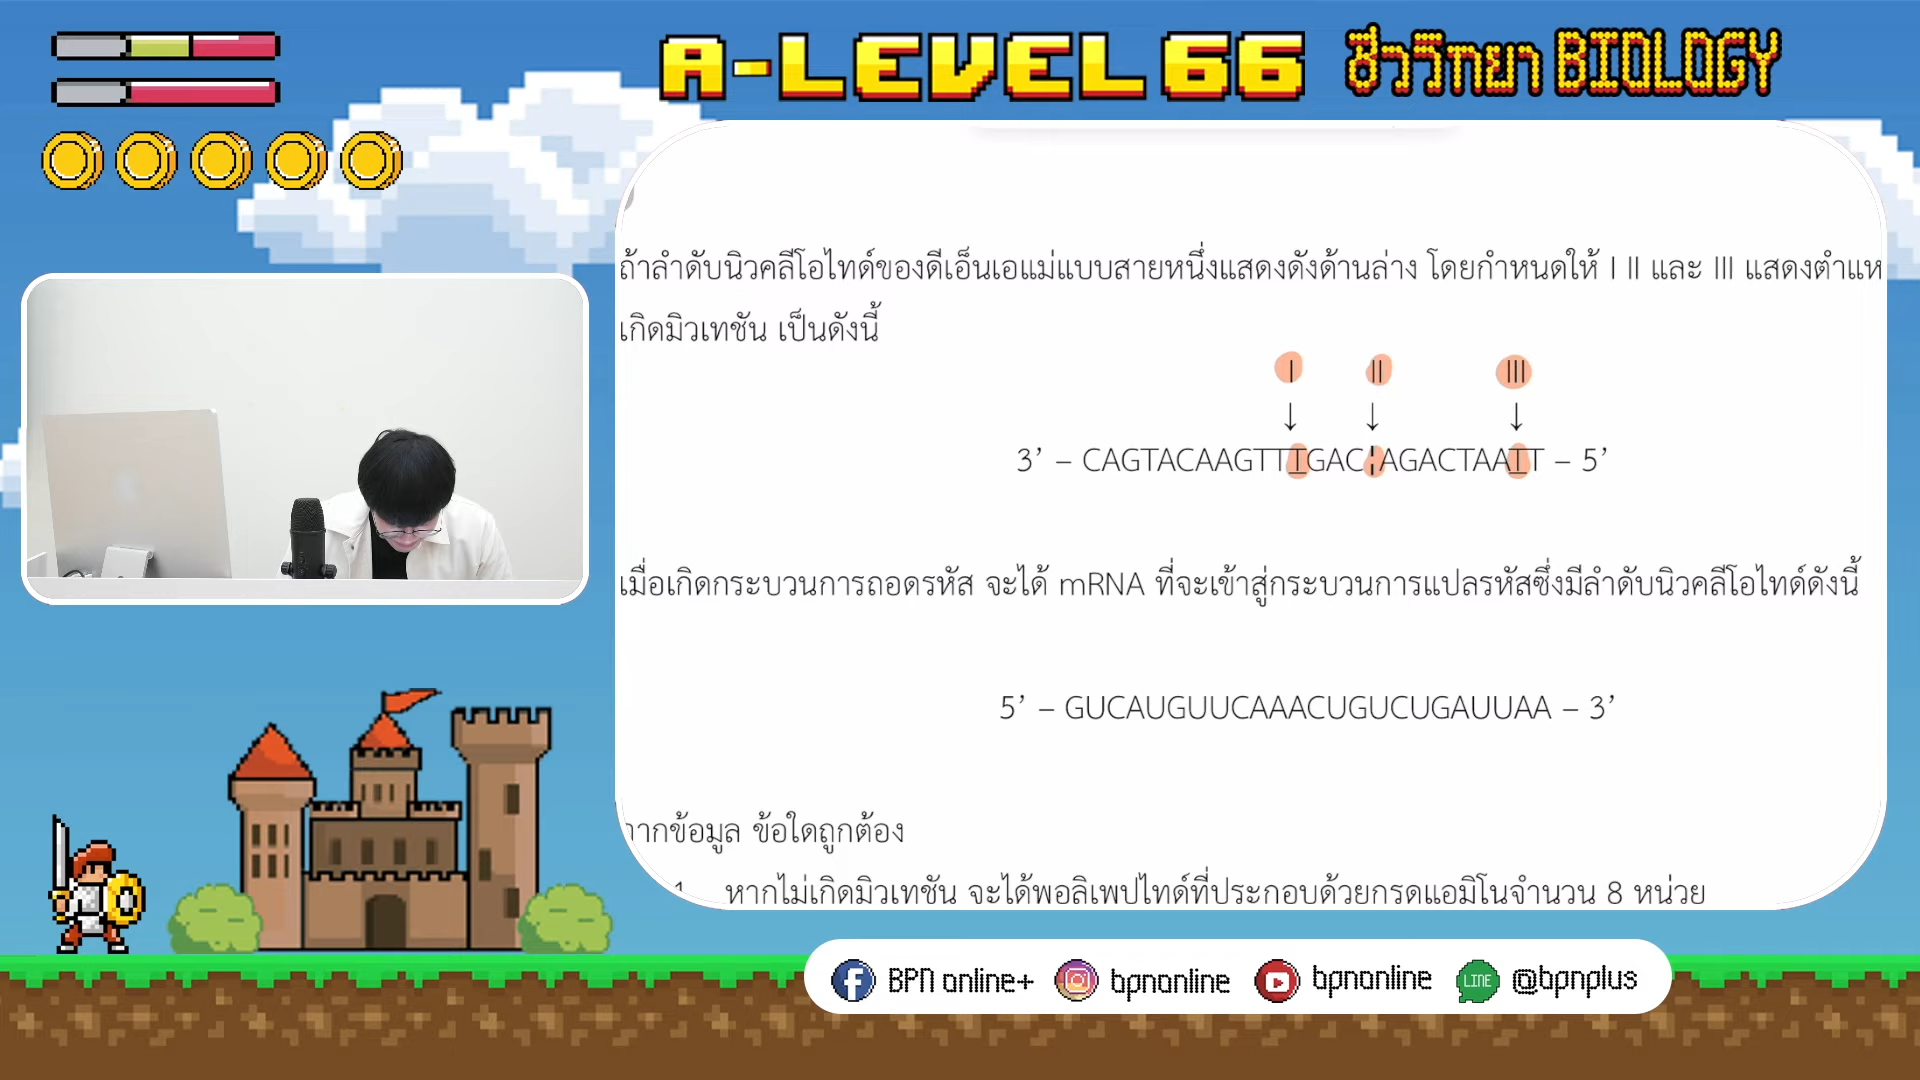 A-LEVEL 66 ชีววิทยา BIOLOGY
ถ้าลำดับนิวคลีโอไทด์ของดีเอ็นเอแม่แบบสายหนึ่งแสดงดังด้านล่าง โดยกำหนดให้ I II และ III แสดงตำแห
เกิดมิวเทชัน เป็นดังนี้
I II III
↓ ↓ ↓
3’ – CAGTACAAGTTTGAC¦AGACTAATT – 5’
เมื่อเกิดกระบวนการถอดรหัส จะได้ mRNA ที่จะเข้าสู่กระบวนการแปลรหัสซึ่งมีลำดับนิวคลีโอไทด์ดังนี้
5’ – GUCAUGUUCAAACUGUCUGAUUAA – 3’
จากข้อมูล ข้อใดถูกต้อง
1. หากไม่เกิดมิวเทชัน จะได้พอลิเพปไทด์ที่ประกอบด้วยกรดแอมิโนจำนวน 8 หน่วย
BPN online+ bpnonline bpnonline LINE @bpnplus